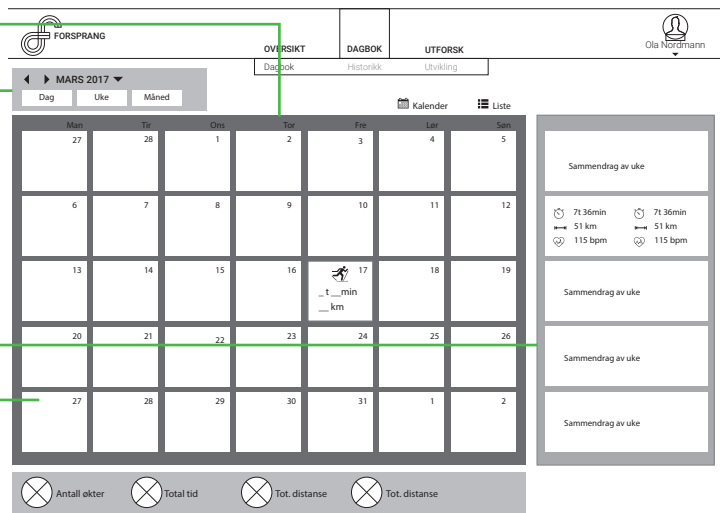 FORSPRANG
OVERSIKT DAGBOK UTFORSK
Ola Nordmann
Dagbok Historikk Utvikling
MARS 2017
Dag Uke Måned
Kalender Liste
Man Tir Ons Tor Fre Lør Søn
27 28 1 2 3 4 5
Sammendrag av uke
6 7 8 9 10 11 12
7t 36min 7t 36min
51 km 51 km
115 bpm 115 bpm
13 14 15 16 17 18 19
_ t __min
__ km
Sammendrag av uke
20 21 22 23 24 25 26
Sammendrag av uke
27 28 29 30 31 1 2
Sammendrag av uke
Antall økter Total tid Tot. distanse Tot. distanse